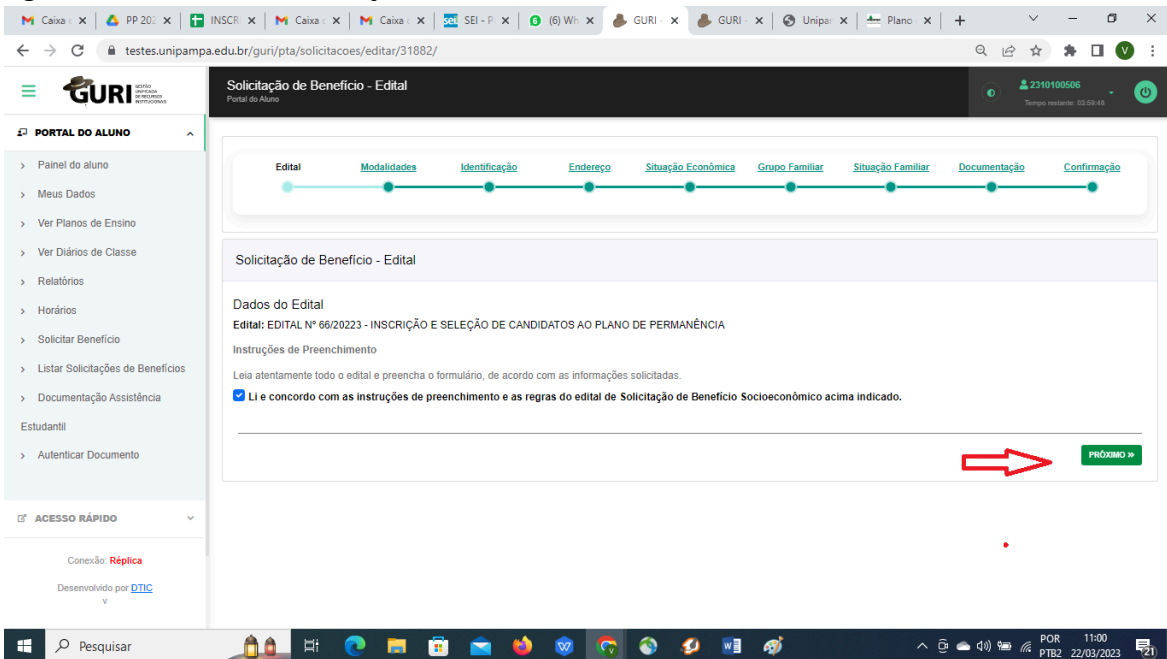 Caixa c
PP 202
INSCR
Caixa c
Caixa c
sei! SEI - P
(6) Wh
GURI -
GURI -
Unipar
Plano
testes.unipampa.edu.br/guri/pta/solicitacoes/editar/31882/
V
GURI GESTÃO UNIFICADA DE RECURSOS INSTITUCIONAIS
Solicitação de Benefício - Edital
Portal do Aluno
2310100506
Tempo restante: 03:59:48
PORTAL DO ALUNO
Painel do aluno
Meus Dados
Ver Planos de Ensino
Ver Diários de Classe
Relatórios
Horários
Solicitar Benefício
Listar Solicitações de Benefícios
Documentação Assistência
Estudantil
Autenticar Documento
ACESSO RÁPIDO
Conexão: Réplica
Desenvolvido por DTIC
v
Edital Modalidades Identificação Endereço Situação Econômica Grupo Familiar Situação Familiar Documentação Confirmação
Solicitação de Benefício - Edital
Dados do Edital
Edital: EDITAL Nº 66/20223 - INSCRIÇÃO E SELEÇÃO DE CANDIDATOS AO PLANO DE PERMANÊNCIA
Instruções de Preenchimento
Leia atentamente todo o edital e preencha o formulário, de acordo com as informações solicitadas.
Li e concordo com as instruções de preenchimento e as regras do edital de Solicitação de Benefício Socioeconômico acima indicado.
PRÓXIMO »
Pesquisar
POR
PTB2
11:00
22/03/2023
21